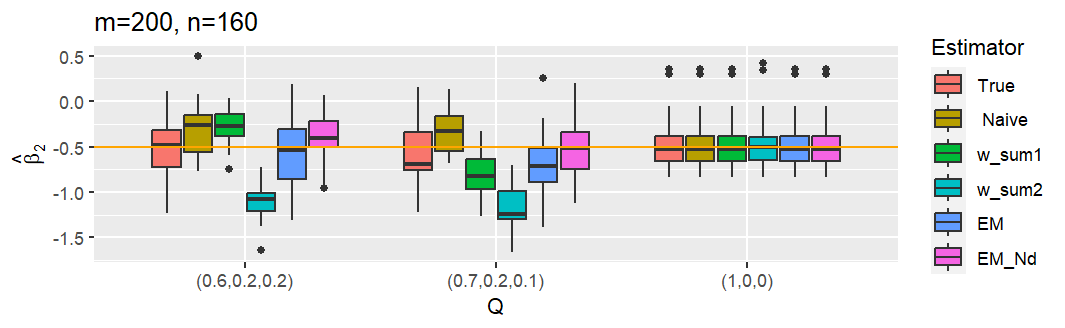 m=200, n=160
0.5
0.0
-0.5
-1.0
-1.5
β̂₂
(0.6,0.2,0.2)
(0.7,0.2,0.1)
(1,0,0)
Q
Estimator
True
Naive
w_sum1
w_sum2
EM
EM_Nd